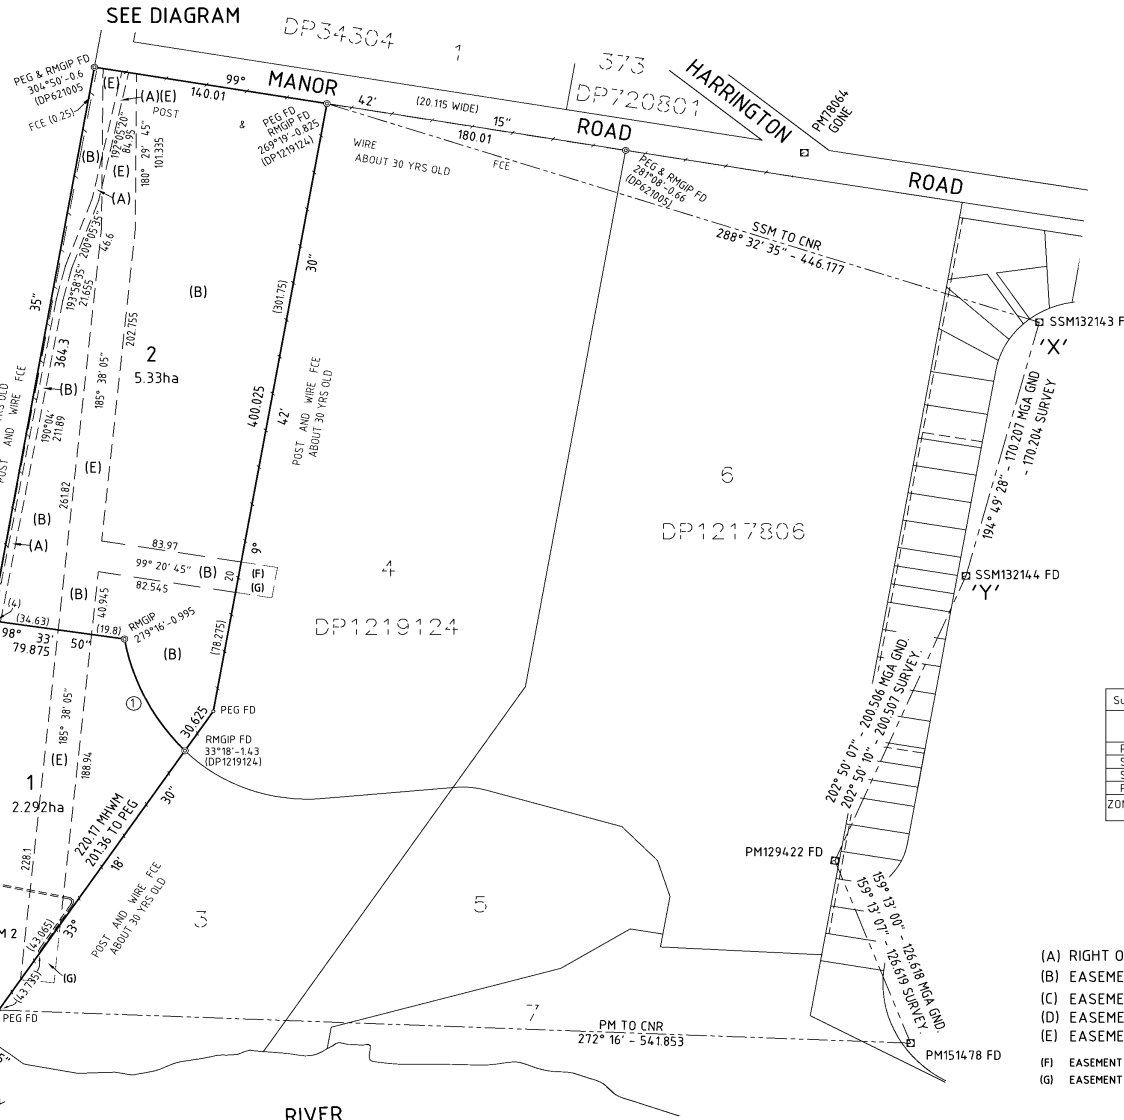 SEE DIAGRAM
DP34304
1
373
DP720801
HARRINGTON
PM78064
GONE
PEG & RMGIP FD
304°50'-0.6
(DP621005
FCE (0.25)
(E)
99°
140.01
MANOR
42'
(20.115 WIDE)
180.01
15"
ROAD
ROAD
(A)(E)
POST
&
PEG FD
RMGIP FD
269°19'-0.825
(DP1219124)
WIRE
ABOUT 30 YRS OLD
FCE
PEG & RMGIP FD
281°08'-0.66
(DP621005)
192°05'20"
84.95
180° 29' 45"
101.335
(B)
(E)
(A)
SSM TO CNR
288° 32' 35" - 446.177
200°05'35"
46.6
193°58'35"
21.655
(B)
30"
(301.75)
35"
202.755
SSM132143 F
'X'
364.3
2
5.33ha
185° 38' 05"
(B)
190°04'
211.89
400.025
42'
POST AND WIRE FCE
ABOUT 30 YRS OLD
YRS OLD
POST AND WIRE FCE
194° 49' 28" - 170.207 MGA GND
- 170.204 SURVEY
(E)
6
DP1217806
261.82
(B)
(A)
83.97
99° 20' 45"
(B)
82.545
20
9°
(F)
(G)
4
DP1219124
SSM132144 FD
'Y'
(B)
40.945
(4)
(34.63)
(19.8)
98° 33' 50"
79.875
RMGIP
279°16'-0.995
(B)
(78.275)
1
185° 38' 05"
30.625
PEG FD
RMGIP FD
33°18'-1.43
(DP1219124)
202° 50' 07" - 200.506 MGA GND.
202° 50' 10" - 200.507 SURVEY.
Su
(E)
188.94
1
2.292ha
30"
220.17 MHWM
201.36 TO PEG
18'
228.1
POST AND WIRE FCE
ABOUT 30 YRS OLD
PM129422 FD
159° 13' 00" - 126.618 MGA GND.
159° 13' 07" - 126.619 SURVEY.
ZON
3
5
M 2
(43.065)
33°
(G)
(43.735)
PEG FD
7
PM TO CNR
272° 16' - 541.853
PM151478 FD
(A) RIGHT O
(B) EASEME
(C) EASEME
(D) EASEME
(E) EASEME
(F) EASEMENT
(G) EASEMENT
RIVER